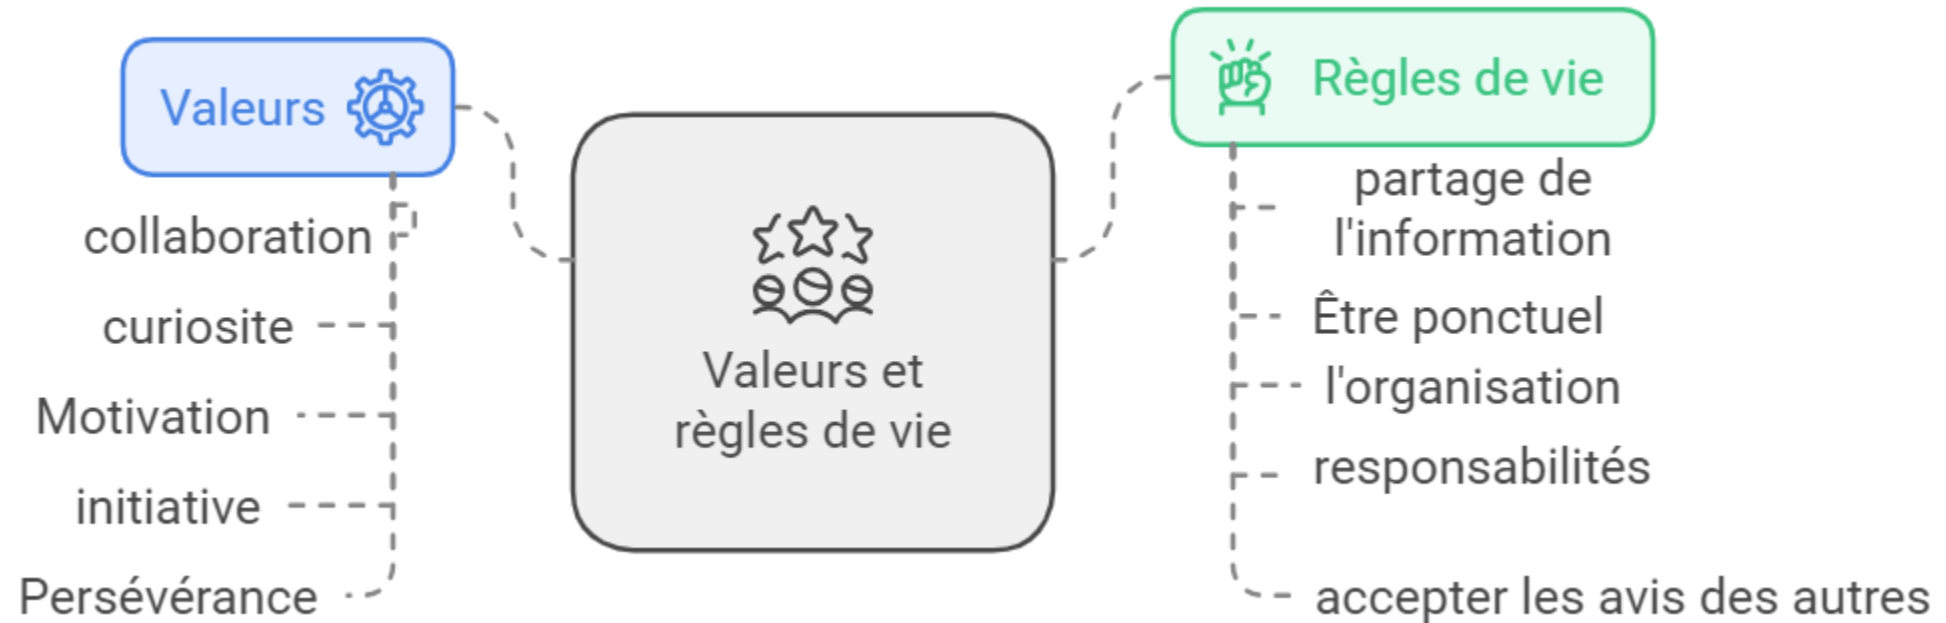 Valeurs
collaboration
curiosite
Motivation
initiative
Persévérance
Valeurs et
règles de vie
Règles de vie
partage de
l'information
Être ponctuel
l'organisation
responsabilités
accepter les avis des autres